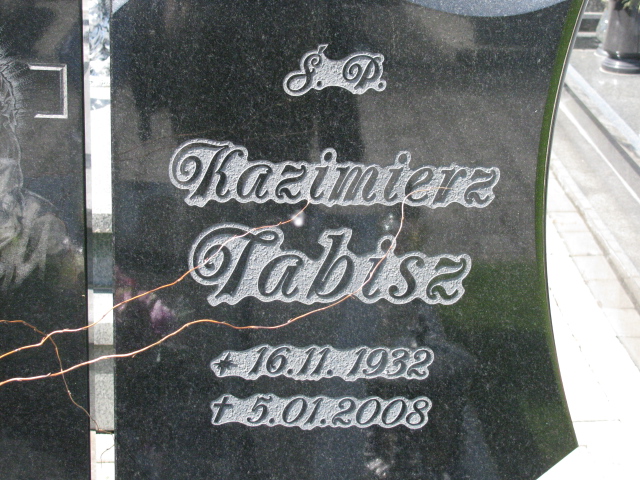 Ś. P.
Kazimierz
Tabisz
+ 16.11.1932
† 5.01.2008